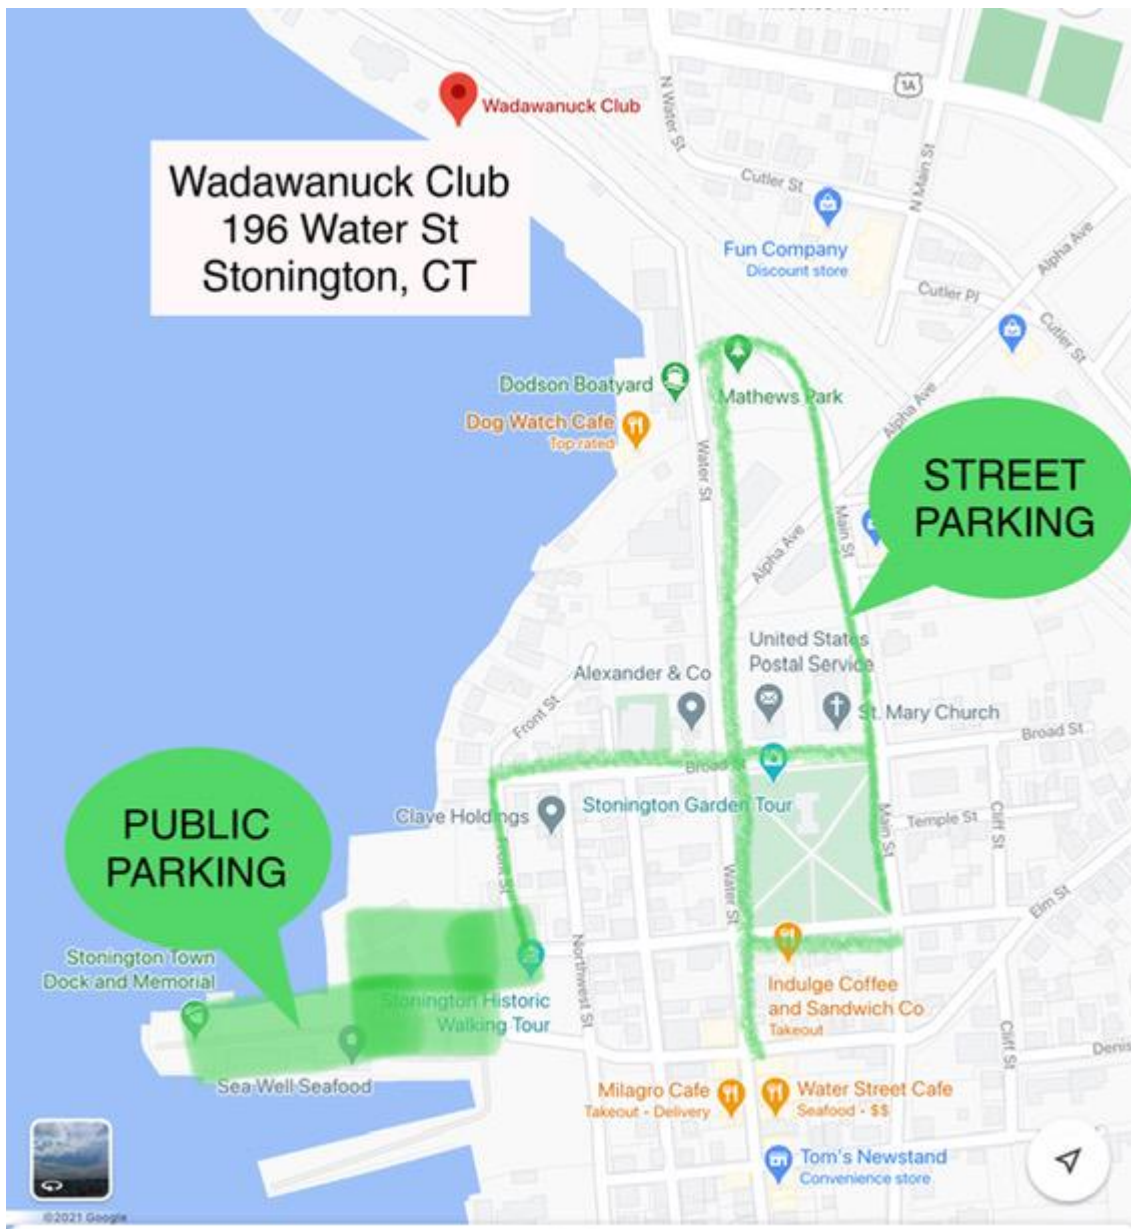 1A
N Water St
Wadawanuck Club
Wadawanuck Club
196 Water St
Stonington, CT
Cutler St
N Main St
Fun Company
Discount store
Alpha Ave
Cutler Pl
Cutler St
Dodson Boatyard
Mathews Park
Dog Watch Cafe
Top rated
Alpha Ave
Water St
STREET
PARKING
Main St
Alpha Ave
United States
Postal Service
Alexander & Co
Front St
St. Mary Church
Broad St
Broad St
Stonington Garden Tour
Clave Holdings
PUBLIC
PARKING
Main St
Temple St
Cliff St
Front St
Water St
Elm St
Stonington Town
Dock and Memorial
Northwest St
Indulge Coffee
and Sandwich Co
Takeout
Stonington Historic
Walking Tour
Cliff St
Denis
Sea Well Seafood
Milagro Cafe
Takeout - Delivery
Water Street Cafe
Seafood - $$
Tom's Newstand
Convenience store
©2021 Google